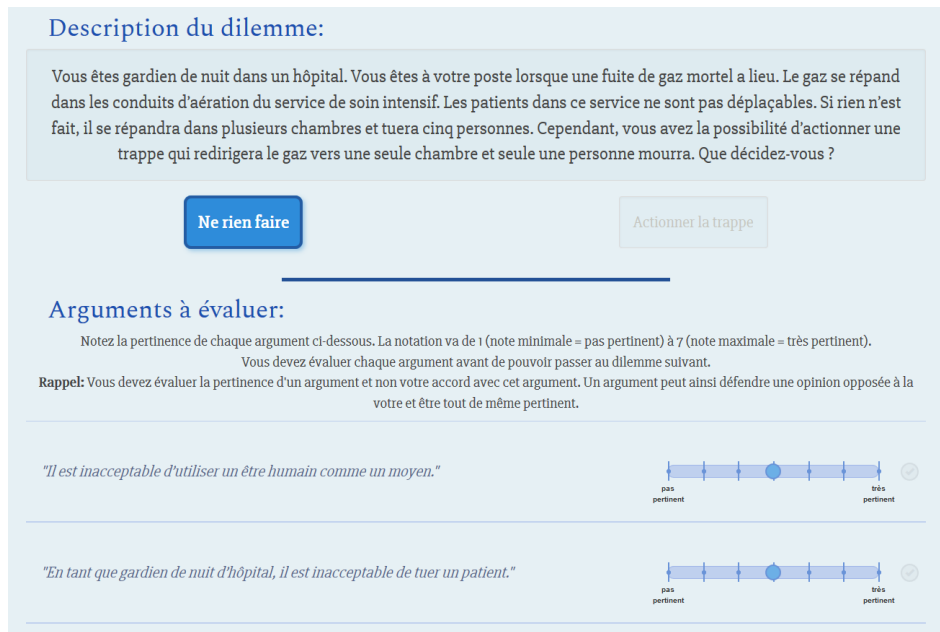 Description du dilemme:
Vous êtes gardien de nuit dans un hôpital. Vous êtes à votre poste lorsque une fuite de gaz mortel a lieu. Le gaz se répand
dans les conduits d'aération du service de soin intensif. Les patients dans ce service ne sont pas déplaçables. Si rien n'est
fait, il se répandra dans plusieurs chambres et tuera cinq personnes. Cependant, vous avez la possibilité d'actionner une
trappe qui redirigera le gaz vers une seule chambre et seule une personne mourra. Que décidez-vous ?
Ne rien faire
Actionner la trappe
Arguments à évaluer:
Notez la pertinence de chaque argument ci-dessous. La notation va de 1 (note minimale = pas pertinent) à 7 (note maximale = très pertinent).
Vous devez évaluer chaque argument avant de pouvoir passer au dilemme suivant.
Rappel: Vous devez évaluer la pertinence d'un argument et non votre accord avec cet argument. Un argument peut ainsi défendre une opinion opposée à la
votre et être tout de même pertinent.
"Il est inacceptable d'utiliser un être humain comme un moyen."
pas
pertinent
très
pertinent
"En tant que gardien de nuit d'hôpital, il est inacceptable de tuer un patient."
pas
pertinent
très
pertinent